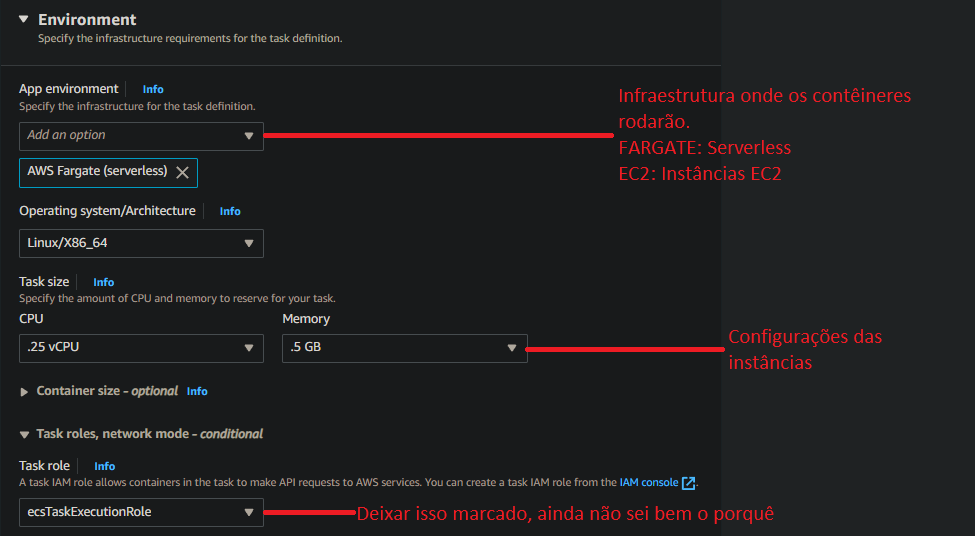 Environment
Specify the infrastructure requirements for the task definition.
App environment Info
Specify the infrastructure for the task definition.
Add an option
AWS Fargate (serverless)
Infraestrutura onde os contêineres
rodarão.
FARGATE: Serverless
EC2: Instâncias EC2
Operating system/Architecture Info
Linux/X86_64
Task size Info
Specify the amount of CPU and memory to reserve for your task.
CPU Memory
.25 vCPU .5 GB
Configurações das
instâncias
Container size - optional Info
Task roles, network mode - conditional
Task role Info
A task IAM role allows containers in the task to make API requests to AWS services. You can create a task IAM role from the IAM console.
ecsTaskExecutionRole
Deixar isso marcado, ainda não sei bem o porquê